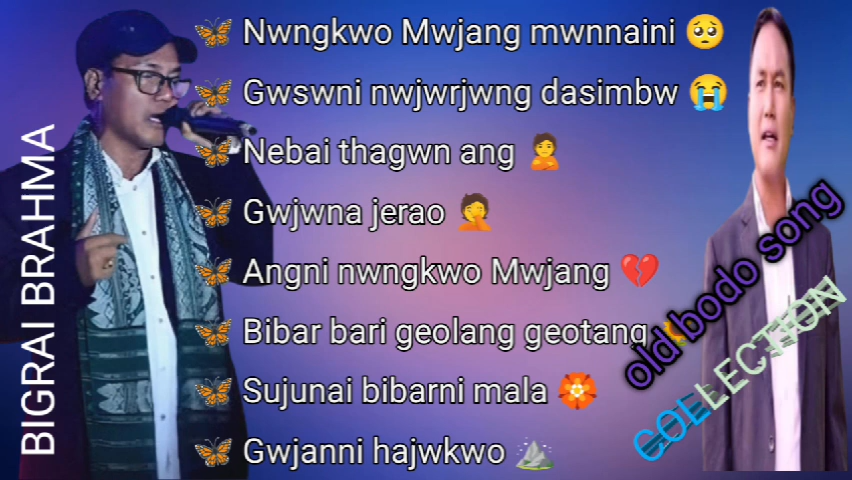 BIGRAI BRAHMA
Nwngkwo Mwjang mwnnaini
Gwswni nwjwrjwng dasimbw
Nebai thagwn ang
Gwjwna jerao
Angni nwngkwo Mwjang
Bibar bari geolang geotang
Sujunai bibarni mala
Gwjanni hajwkwo
old bodo song
COLLECTION